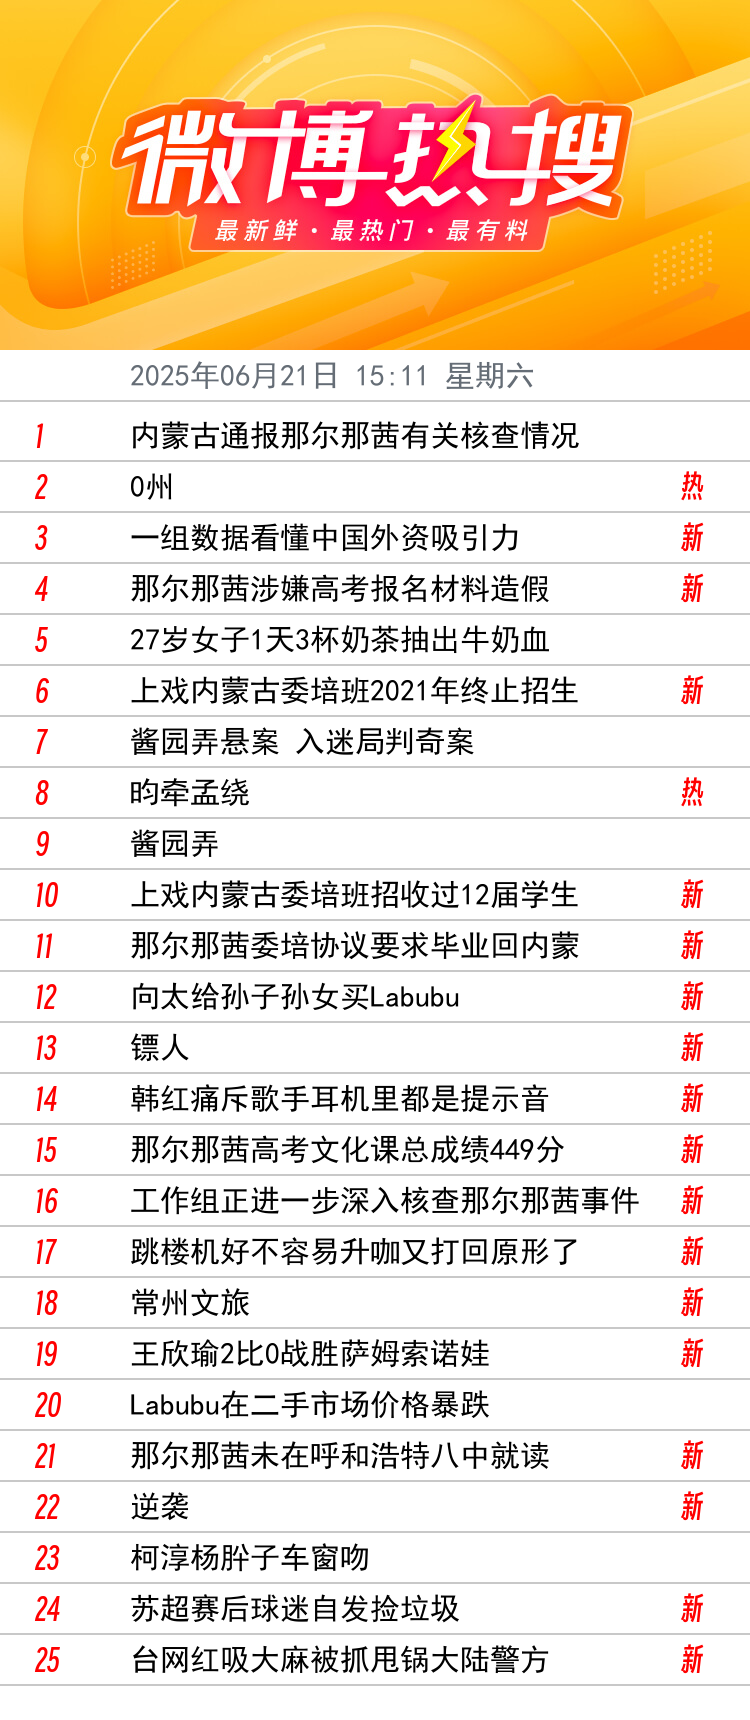 微博热搜
最新鲜·最热门·最有料
2025年06月21日 15:11 星期六
1 内蒙古通报那尔那茜有关核查情况
2 0州 热
3 一组数据看懂中国外资吸引力 新
4 那尔那茜涉嫌高考报名材料造假 新
5 27岁女子1天3杯奶茶抽出牛奶血
6 上戏内蒙古委培班2021年终止招生 新
7 酱园弄悬案 入迷局判奇案
8 昀牵孟绕 热
9 酱园弄
10 上戏内蒙古委培班招收过12届学生 新
11 那尔那茜委培协议要求毕业回内蒙 新
12 向太给孙子孙女买Labubu 新
13 镖人 新
14 韩红痛斥歌手耳机里都是提示音 新
15 那尔那茜高考文化课总成绩449分 新
16 工作组正进一步深入核查那尔那茜事件 新
17 跳楼机好不容易升咖又打回原形了 新
18 常州文旅 新
19 王欣瑜2比0战胜萨姆索诺娃 新
20 Labubu在二手市场价格暴跌
21 那尔那茜未在呼和浩特八中就读 新
22 逆袭 新
23 柯淳杨肸子车窗吻
24 苏超赛后球迷自发捡垃圾 新
25 台网红吸大麻被抓甩锅大陆警方 新